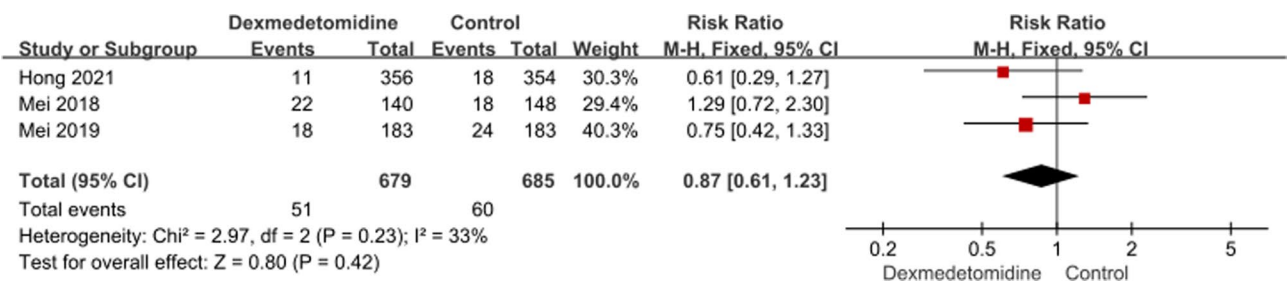 Dexmedetomidine Control Risk Ratio Risk Ratio
Study or Subgroup Events Total Events Total Weight M-H, Fixed, 95% CI M-H, Fixed, 95% CI
Hong 2021 11 356 18 354 30.3% 0.61 [0.29, 1.27]
Mei 2018 22 140 18 148 29.4% 1.29 [0.72, 2.30]
Mei 2019 18 183 24 183 40.3% 0.75 [0.42, 1.33]
Total (95% CI) 679 685 100.0% 0.87 [0.61, 1.23]
Total events 51 60
Heterogeneity: Chi² = 2.97, df = 2 (P = 0.23); I² = 33%
Test for overall effect: Z = 0.80 (P = 0.42)
0.2 0.5 1 2 5
Dexmedetomidine Control